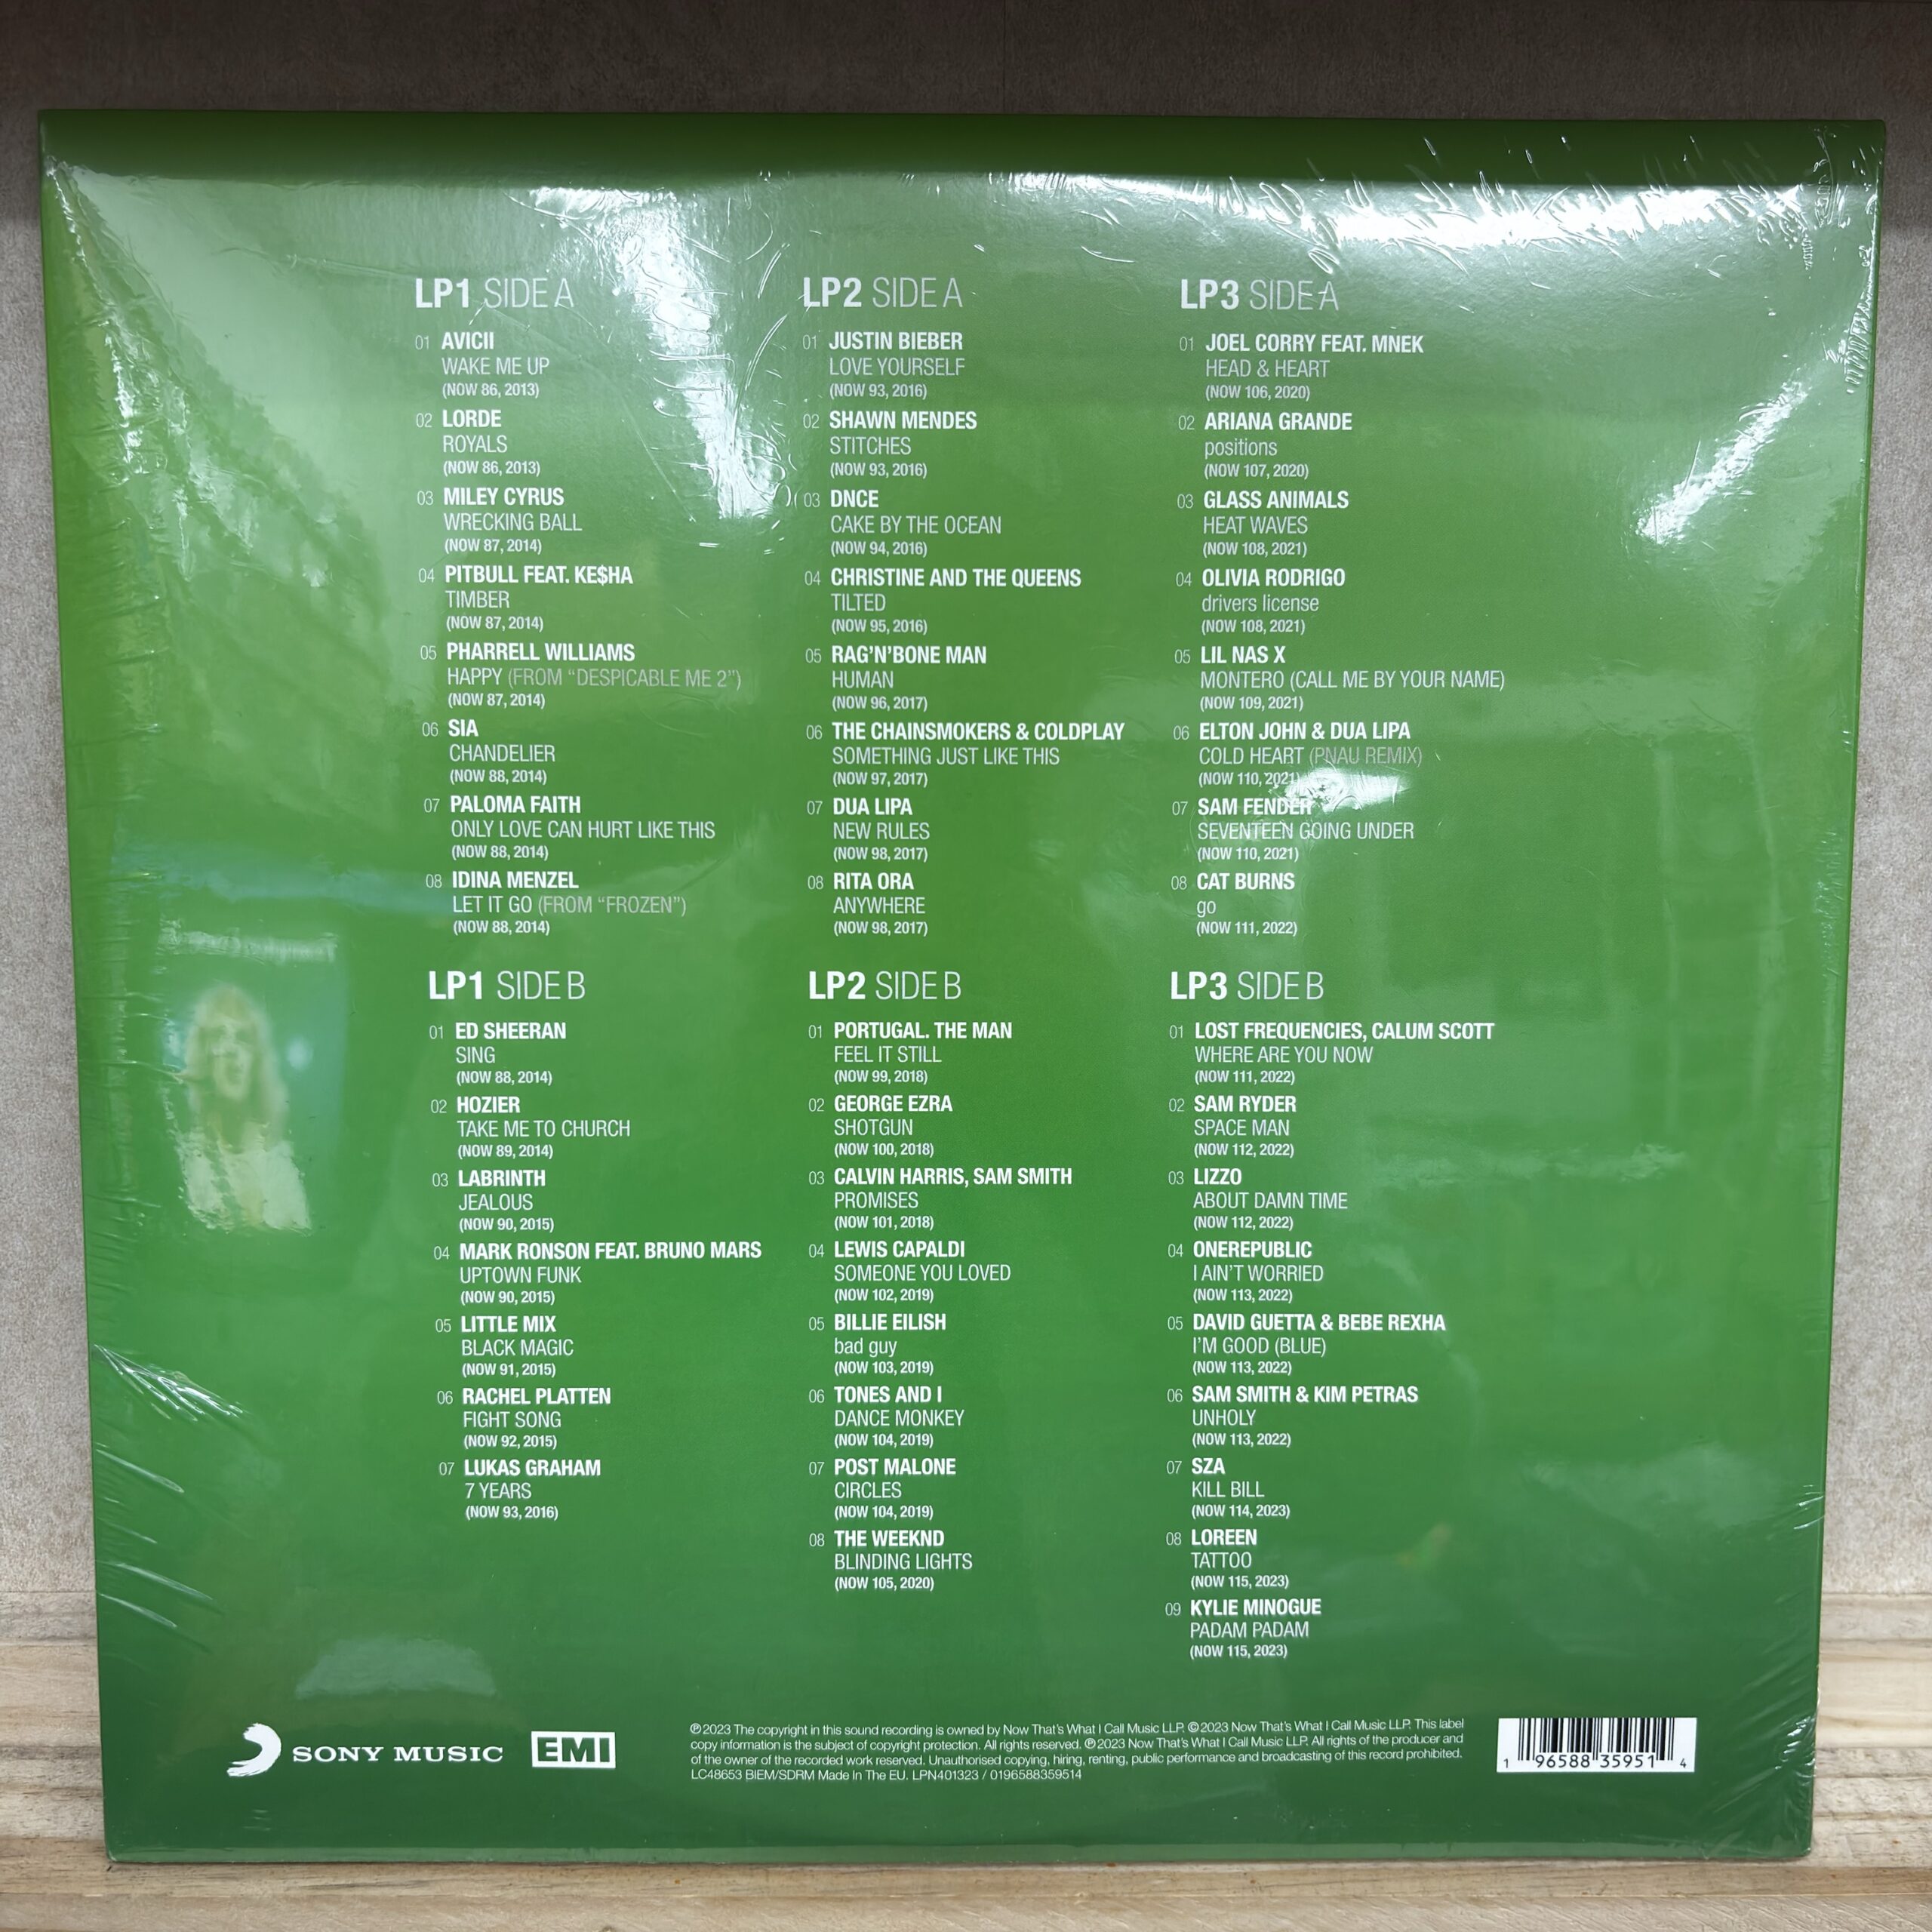 LP1 SIDE A
01 AVICII
WAKE ME UP
(NOW 86, 2013)
02 LORDE
ROYALS
(NOW 86, 2013)
03 MILEY CYRUS
WRECKING BALL
(NOW 87, 2014)
04 PITBULL FEAT. KE$HA
TIMBER
(NOW 87, 2014)
05 PHARRELL WILLIAMS
HAPPY (FROM “DESPICABLE ME 2”)
(NOW 87, 2014)
06 SIA
CHANDELIER
(NOW 88, 2014)
07 PALOMA FAITH
ONLY LOVE CAN HURT LIKE THIS
(NOW 88, 2014)
08 IDINA MENZEL
LET IT GO (FROM “FROZEN”)
(NOW 88, 2014)
LP1 SIDE B
01 ED SHEERAN
SING
(NOW 88, 2014)
02 HOZIER
TAKE ME TO CHURCH
(NOW 89, 2014)
03 LABRINTH
JEALOUS
(NOW 90, 2015)
04 MARK RONSON FEAT. BRUNO MARS
UPTOWN FUNK
(NOW 90, 2015)
05 LITTLE MIX
BLACK MAGIC
(NOW 91, 2015)
06 RACHEL PLATTEN
FIGHT SONG
(NOW 92, 2015)
07 LUKAS GRAHAM
7 YEARS
(NOW 93, 2016)
LP2 SIDE A
01 JUSTIN BIEBER
LOVE YOURSELF
(NOW 93, 2016)
02 SHAWN MENDES
STITCHES
(NOW 93, 2016)
03 DNCE
CAKE BY THE OCEAN
(NOW 94, 2016)
04 CHRISTINE AND THE QUEENS
TILTED
(NOW 95, 2016)
05 RAG’N’BONE MAN
HUMAN
(NOW 96, 2017)
06 THE CHAINSMOKERS & COLDPLAY
SOMETHING JUST LIKE THIS
(NOW 97, 2017)
07 DUA LIPA
NEW RULES
(NOW 98, 2017)
08 RITA ORA
ANYWHERE
(NOW 98, 2017)
LP2 SIDE B
01 PORTUGAL. THE MAN
FEEL IT STILL
(NOW 99, 2018)
02 GEORGE EZRA
SHOTGUN
(NOW 100, 2018)
03 CALVIN HARRIS, SAM SMITH
PROMISES
(NOW 101, 2018)
04 LEWIS CAPALDI
SOMEONE YOU LOVED
(NOW 102, 2019)
05 BILLIE EILISH
bad guy
(NOW 103, 2019)
06 TONES AND I
DANCE MONKEY
(NOW 104, 2019)
07 POST MALONE
CIRCLES
(NOW 104, 2019)
08 THE WEEKND
BLINDING LIGHTS
(NOW 105, 2020)
LP3 SIDE A
01 JOEL CORRY FEAT. MNEK
HEAD & HEART
(NOW 106, 2020)
02 ARIANA GRANDE
positions
(NOW 107, 2020)
03 GLASS ANIMALS
HEAT WAVES
(NOW 108, 2021)
04 OLIVIA RODRIGO
drivers license
(NOW 108, 2021)
05 LIL NAS X
MONTERO (CALL ME BY YOUR NAME)
(NOW 109, 2021)
06 ELTON JOHN & DUA LIPA
COLD HEART (PNAU REMIX)
(NOW 110, 2021)
07 SAM FENDER
SEVENTEEN GOING UNDER
(NOW 110, 2021)
08 CAT BURNS
go
(NOW 111, 2022)
LP3 SIDE B
01 LOST FREQUENCIES, CALUM SCOTT
WHERE ARE YOU NOW
(NOW 111, 2022)
02 SAM RYDER
SPACE MAN
(NOW 112, 2022)
03 LIZZO
ABOUT DAMN TIME
(NOW 112, 2022)
04 ONEREPUBLIC
I AIN’T WORRIED
(NOW 113, 2022)
05 DAVID GUETTA & BEBE REXHA
I’M GOOD (BLUE)
(NOW 113, 2022)
06 SAM SMITH & KIM PETRAS
UNHOLY
(NOW 113, 2022)
07 SZA
KILL BILL
(NOW 114, 2023)
08 LOREEN
TATTOO
(NOW 115, 2023)
09 KYLIE MINOGUE
PADAM PADAM
(NOW 115, 2023)
SONY MUSIC
EMI
℗2023 The copyright in this sound recording is owned by Now That’s What I Call Music LLP. ©2023 Now That’s What I Call Music LLP. This label
copy information is the subject of copyright protection. All rights reserved. ℗2023 Now That’s What I Call Music LLP. All rights of the producer and
of the owner of the recorded work reserved. Unauthorised copying, hiring, renting, public performance and broadcasting of this record prohibited.
LC48653 BIEM/SDRM Made In The EU. LPN401323 / 0196588359514
1 96588 35951 4